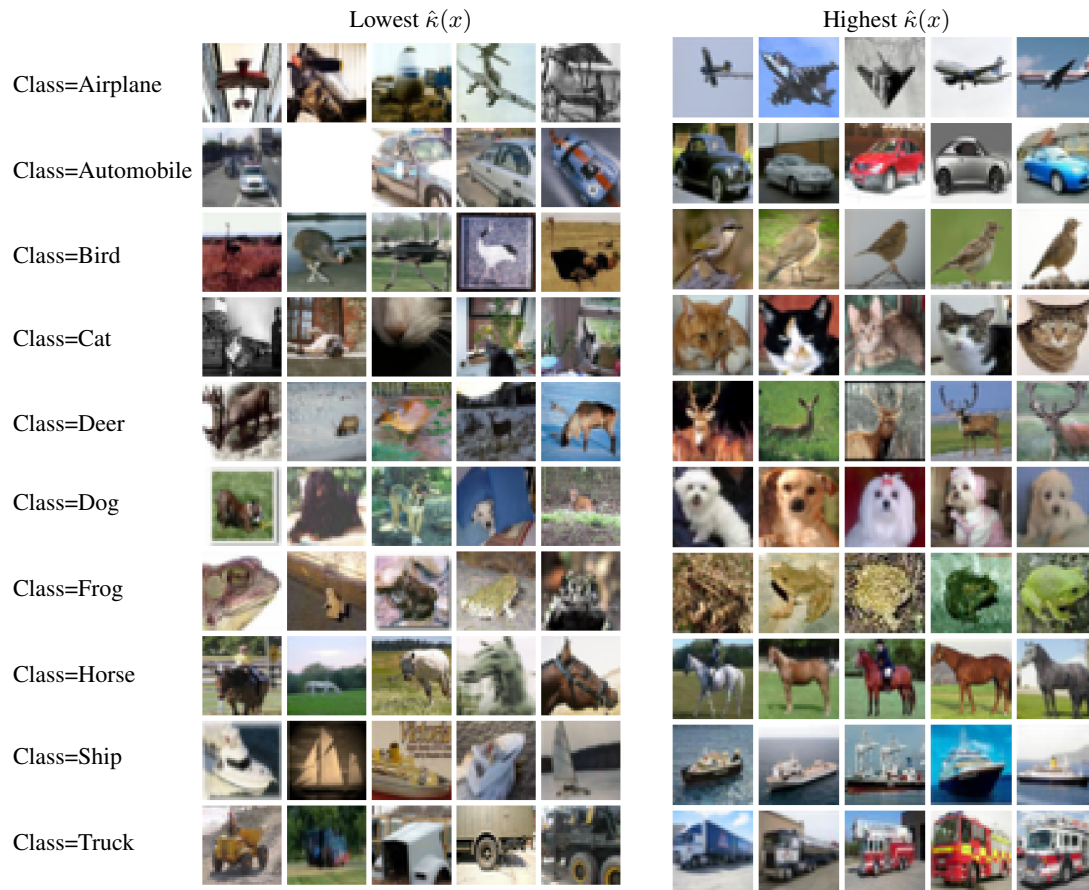 Lowest κ̂(x)
Highest κ̂(x)
Class=Airplane
Class=Automobile
Class=Bird
Class=Cat
Class=Deer
Class=Dog
Class=Frog
Class=Horse
Class=Ship
Victoria
Class=Truck